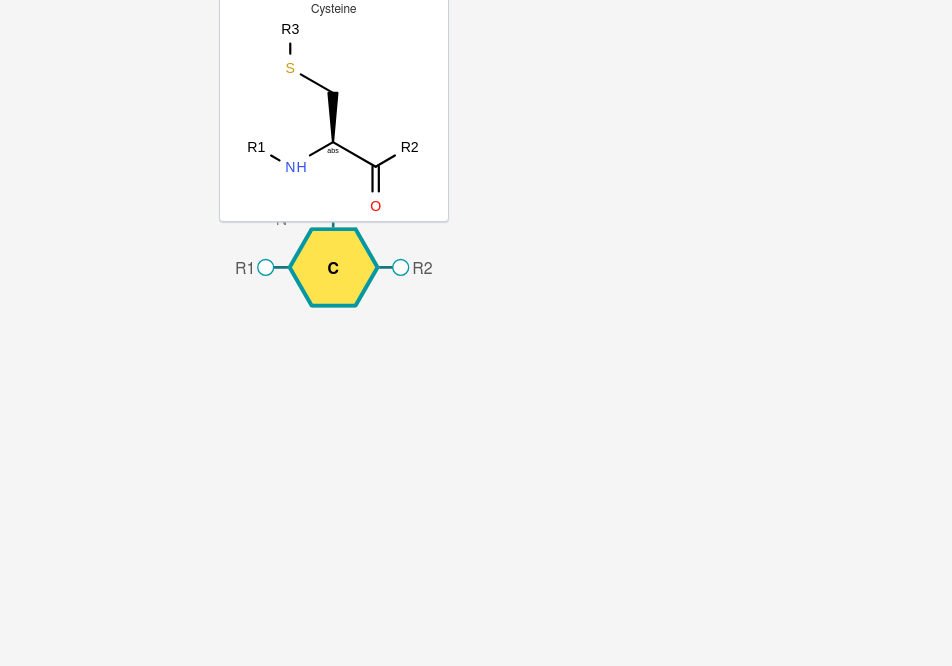 Cysteine
R3
S
R1 NH abs R2
O
R1 C R2